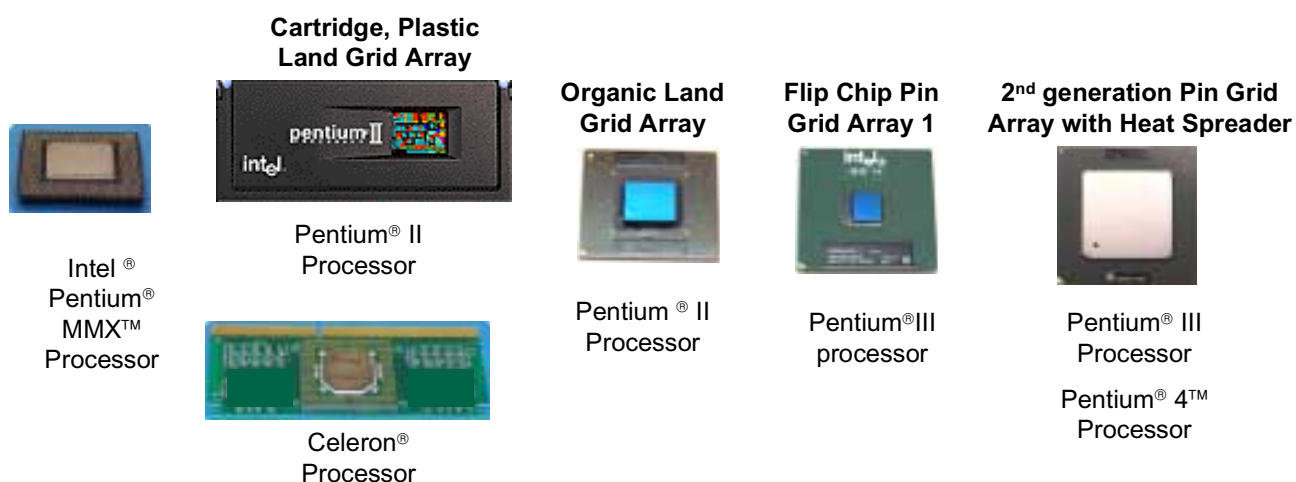 Cartridge, Plastic
Land Grid Array
pentium II
intel
Pentium® II
Processor
Celeron®
Processor
Intel ®
Pentium®
MMX™
Processor
Organic Land
Grid Array
Pentium ® II
Processor
Flip Chip Pin
Grid Array 1
intel
Pentium®III
processor
2nd generation Pin Grid
Array with Heat Spreader
Pentium® III
Processor
Pentium® 4™
Processor